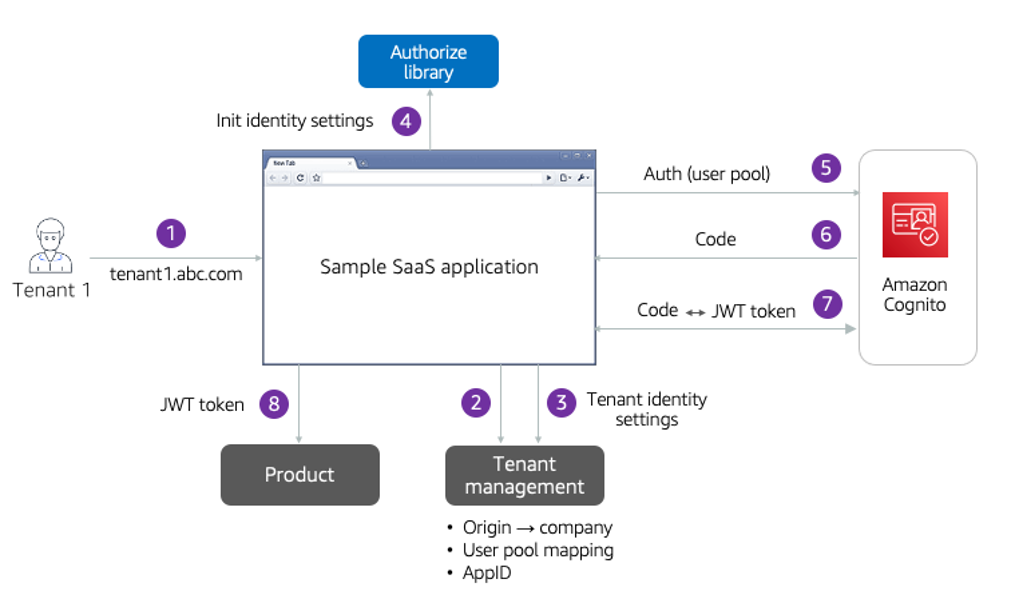 Authorize
library
Init identity settings
4
New Tab
Auth (user pool)
5
1
Code
6
Sample SaaS application
tenant1.abc.com
Tenant 1
Amazon
Cognito
Code ↔ JWT token
7
JWT token
8
2
3
Tenant identity
settings
Product
Tenant
management
• Origin → company
• User pool mapping
• AppID